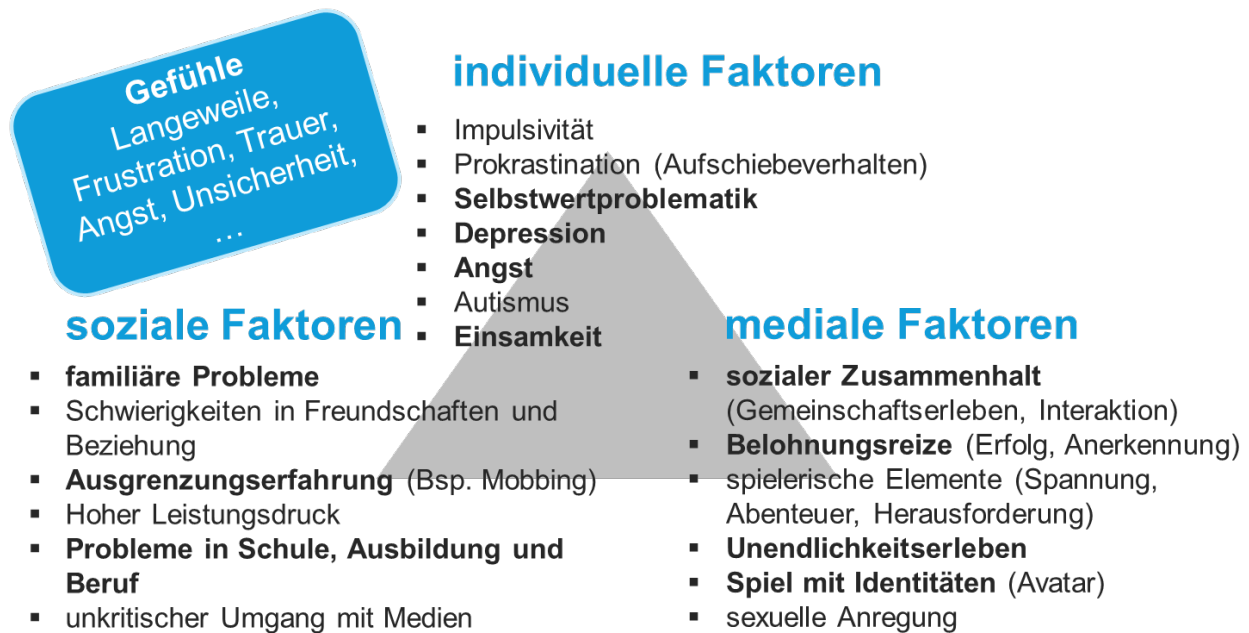 Gefühle
Langeweile,
Frustration, Trauer,
Angst, Unsicherheit,
…
individuelle Faktoren
▪ Impulsivität
▪ Prokrastination (Aufschiebeverhalten)
▪ Selbstwertproblematik
▪ Depression
▪ Angst
▪ Autismus
▪ Einsamkeit
soziale Faktoren
▪ familiäre Probleme
▪ Schwierigkeiten in Freundschaften und
Beziehung
▪ Ausgrenzungserfahrung (Bsp. Mobbing)
▪ Hoher Leistungsdruck
▪ Probleme in Schule, Ausbildung und
Beruf
▪ unkritischer Umgang mit Medien
mediale Faktoren
▪ sozialer Zusammenhalt
(Gemeinschaftserleben, Interaktion)
▪ Belohnungsreize (Erfolg, Anerkennung)
▪ spielerische Elemente (Spannung,
Abenteuer, Herausforderung)
▪ Unendlichkeitserleben
▪ Spiel mit Identitäten (Avatar)
▪ sexuelle Anregung